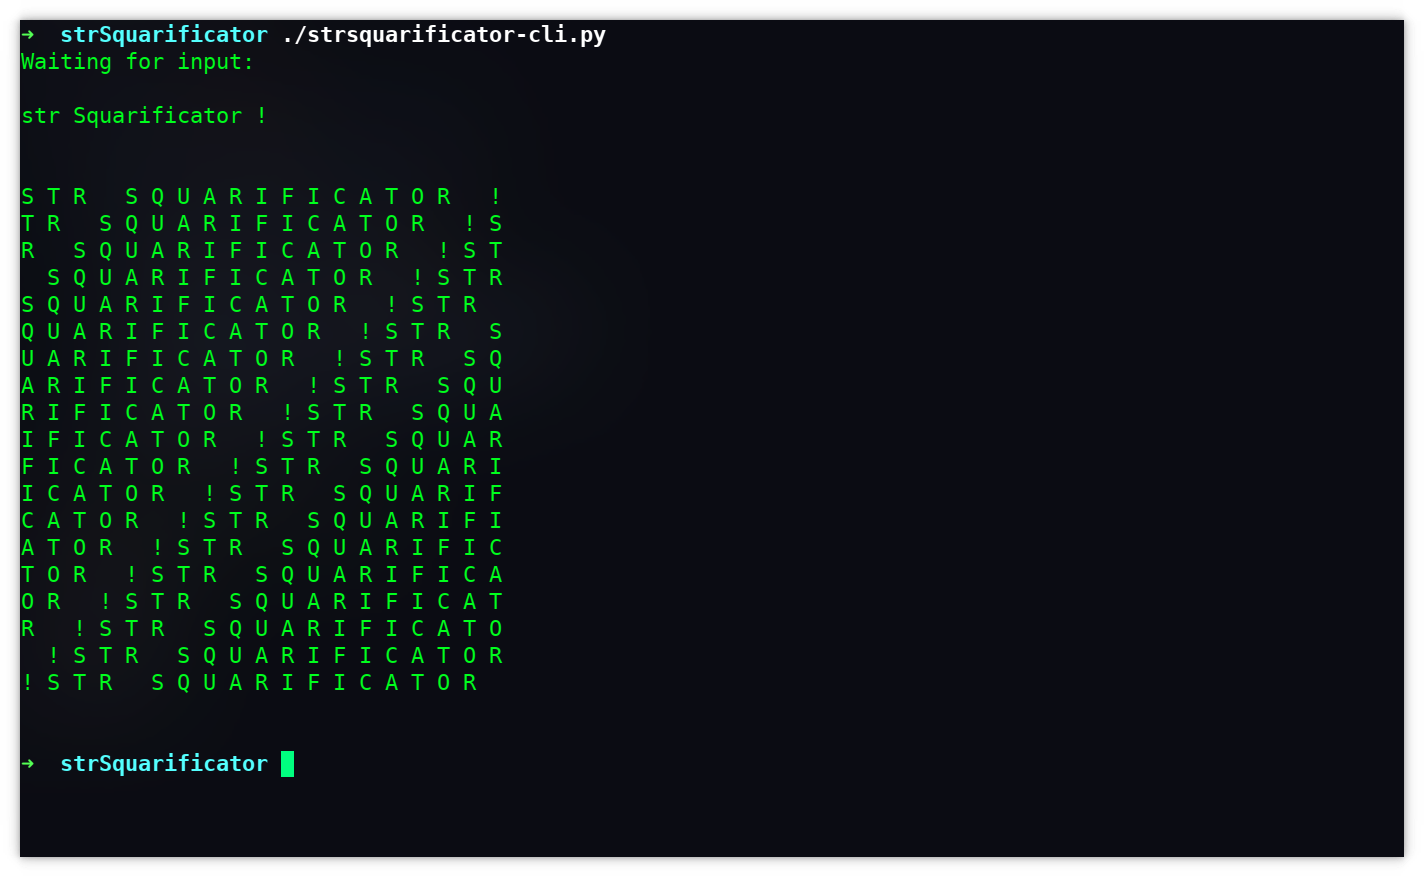 ➜  strSquarificator ./strsquarificator-cli.py
Waiting for input:

str Squarificator !


S T R   S Q U A R I F I C A T O R   !
T R   S Q U A R I F I C A T O R   ! S
R   S Q U A R I F I C A T O R   ! S T
  S Q U A R I F I C A T O R   ! S T R
S Q U A R I F I C A T O R   ! S T R
Q U A R I F I C A T O R   ! S T R   S
U A R I F I C A T O R   ! S T R   S Q
A R I F I C A T O R   ! S T R   S Q U
R I F I C A T O R   ! S T R   S Q U A
I F I C A T O R   ! S T R   S Q U A R
F I C A T O R   ! S T R   S Q U A R I
I C A T O R   ! S T R   S Q U A R I F
C A T O R   ! S T R   S Q U A R I F I
A T O R   ! S T R   S Q U A R I F I C
T O R   ! S T R   S Q U A R I F I C A
O R   ! S T R   S Q U A R I F I C A T
R   ! S T R   S Q U A R I F I C A T O
  ! S T R   S Q U A R I F I C A T O R
! S T R   S Q U A R I F I C A T O R


➜  strSquarificator